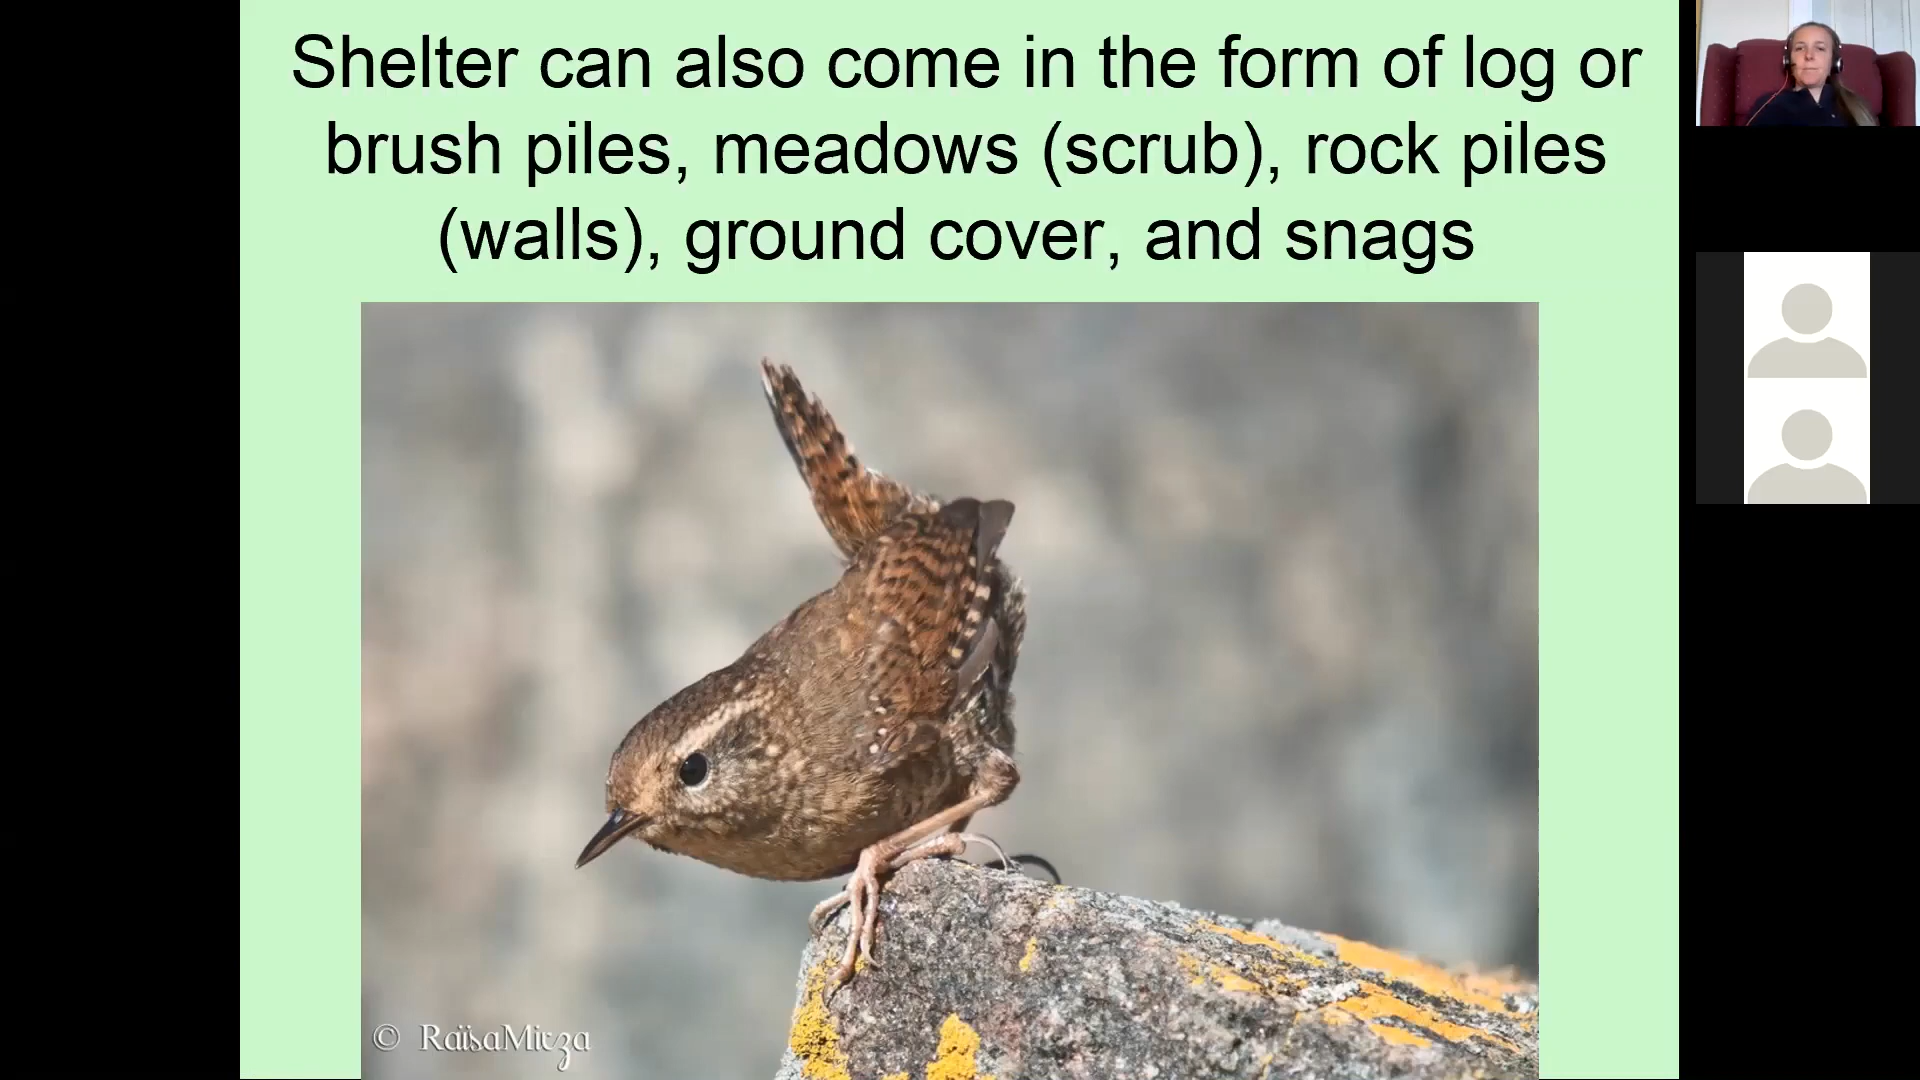 Shelter can also come in the form of log or
brush piles, meadows (scrub), rock piles
(walls), ground cover, and snags
© RaïsaMirza